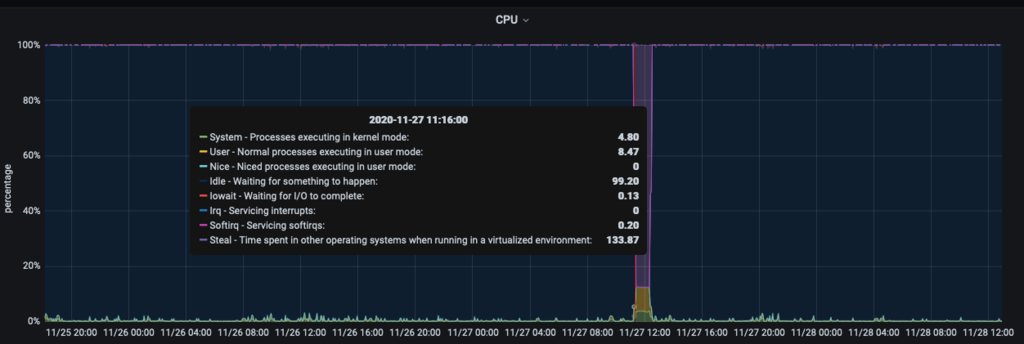 CPU
100%
80%
60%
40%
20%
0%
percentage
2020-11-27 11:16:00
System - Processes executing in kernel mode: 4.80
User - Normal processes executing in user mode: 8.47
Nice - Niced processes executing in user mode: 0
Idle - Waiting for something to happen: 99.20
Iowait - Waiting for I/O to complete: 0.13
Irq - Servicing interrupts: 0
Softirq - Servicing softirqs: 0.20
Steal - Time spent in other operating systems when running in a virtualized environment: 133.87
11/25 20:00 11/26 00:00 11/26 04:00 11/26 08:00 11/26 12:00 11/26 16:00 11/26 20:00 11/27 00:00 11/27 04:00 11/27 08:00 11/27 12:00 11/27 16:00 11/27 20:00 11/28 00:00 11/28 04:00 11/28 08:00 11/28 12:00